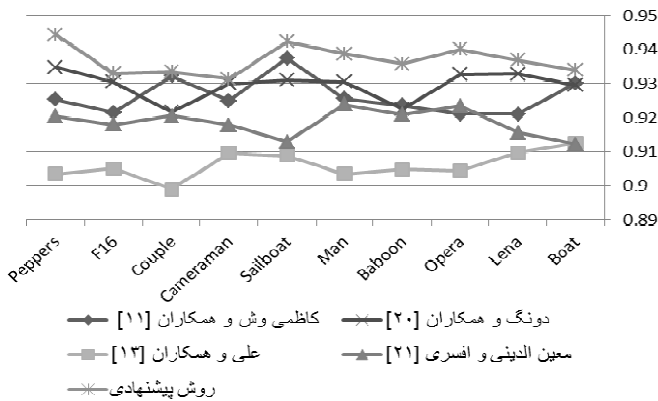 0.95
0.94
0.93
0.92
0.91
0.9
0.89
Peppers
F16
Couple
Cameraman
Sailboat
Man
Baboon
Opera
Lena
Boat
کاظمی وش و همکاران [۱۱]
دونگ و همکاران [۲۰]
علی و همکاران [۱۳]
معین الدینی و افسری [۲۱]
روش پیشنهادی